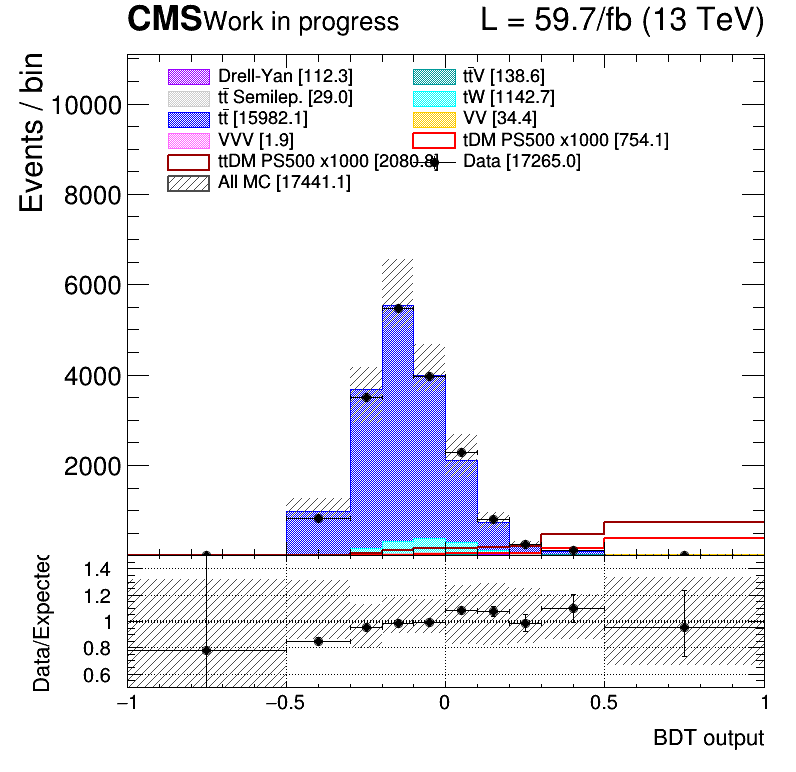 CMS Work in progress L = 59.7/fb (13 TeV)
Events / bin
Drell-Yan [112.3] tt̄V [138.6]
tt̄ Semilep. [29.0] tW [1142.7]
tt̄ [15982.1] VV [34.4]
VVV [1.9] tDM PS500 x1000 [754.1]
ttDM PS500 x1000 [2080.8] Data [17265.0]
All MC [17441.1]
10000
8000
6000
4000
2000
Data/Expected
1.4
1.2
1
0.8
0.6
−1 −0.5 0 0.5 1
BDT output